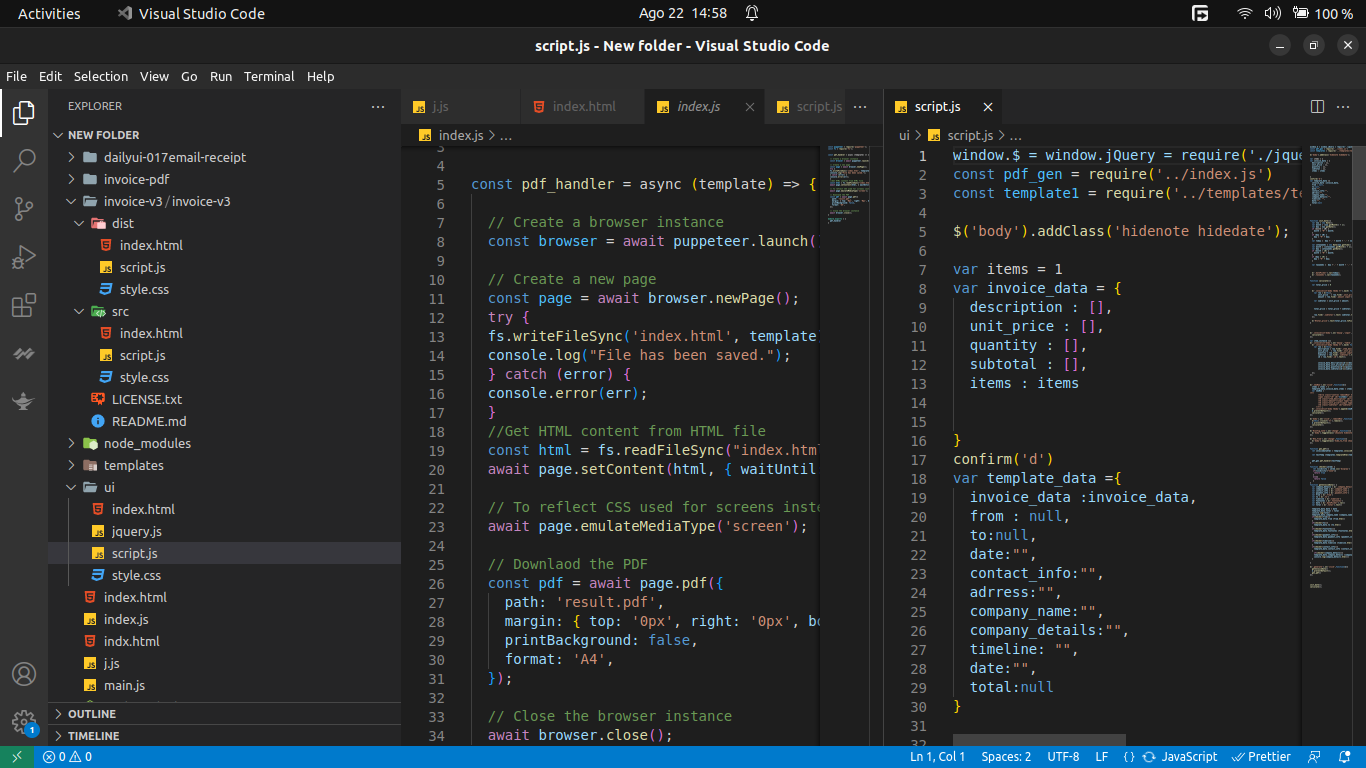 Activities
Visual Studio Code
Ago 22 14:58
100 %
script.js - New folder - Visual Studio Code
File Edit Selection View Go Run Terminal Help
EXPLORER
NEW FOLDER
dailyui-017email-receipt
invoice-pdf
invoice-v3 / invoice-v3
dist
index.html
script.js
style.css
src
index.html
script.js
style.css
LICENSE.txt
README.md
node_modules
templates
ui
index.html
jquery.js
script.js
style.css
index.html
index.js
indx.html
j.js
main.js
OUTLINE
TIMELINE
1
j.js
index.html
index.js
script.js
index.js > ...
3
4
5 const pdf_handler = async (template) => {
6
7 // Create a browser instance
8 const browser = await puppeteer.launch(
9
10 // Create a new page
11 const page = await browser.newPage();
12 try {
13 fs.writeFileSync('index.html', template
14 console.log("File has been saved.");
15 } catch (error) {
16 console.error(err);
17 }
18 //Get HTML content from HTML file
19 const html = fs.readFileSync("index.html
20 await page.setContent(html, { waitUntil
21
22 // To reflect CSS used for screens inste
23 await page.emulateMediaType('screen');
24
25 // Downlaod the PDF
26 const pdf = await page.pdf({
27 path: 'result.pdf',
28 margin: { top: '0px', right: '0px', bo
29 printBackground: false,
30 format: 'A4',
31 });
32
33 // Close the browser instance
34 await browser.close();
script.js
ui > script.js > ...
1 window.$ = window.jQuery = require('./jque
2 const pdf_gen = require('../index.js')
3 const template1 = require('../templates/te
4
5 $('body').addClass('hidenote hidedate');
6
7 var items = 1
8 var invoice_data = {
9 description : [],
10 unit_price : [],
11 quantity : [],
12 subtotal : [],
13 items : items
14
15
16 }
17 confirm('d')
18 var template_data ={
19 invoice_data :invoice_data,
20 from : null,
21 to:null,
22 date:"",
23 contact_info:"",
24 adrress:"",
25 company_name:"",
26 company_details:"",
27 timeline: "",
28 date:"",
29 total:null
30 }
31
32
0 0
Ln 1, Col 1 Spaces: 2 UTF-8 LF {} JavaScript Prettier